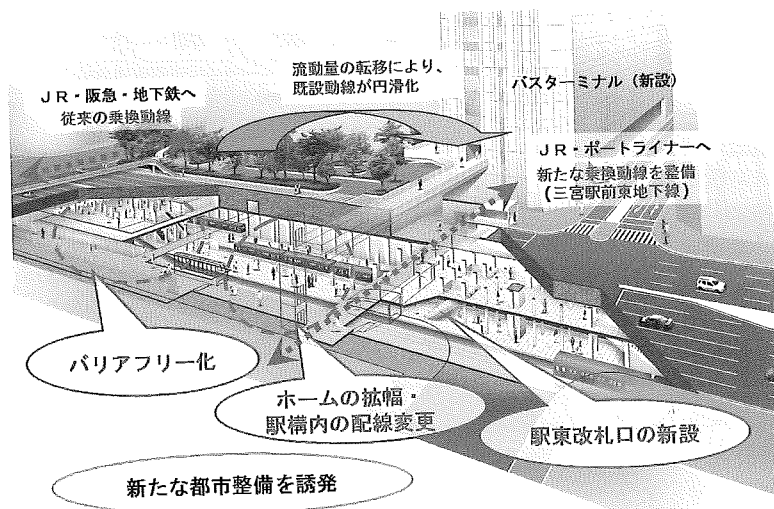 流動量の転移により、
既設動線が円滑化
JR・阪急・地下鉄へ
従来の乗換動線
バスターミナル（新設）
JR・ポートライナーへ
新たな乗換動線を整備
(三宮駅前東地下線)
バリアフリー化
ホームの拡幅・
駅構内の配線変更
駅東改札口の新設
新たな都市整備を誘発